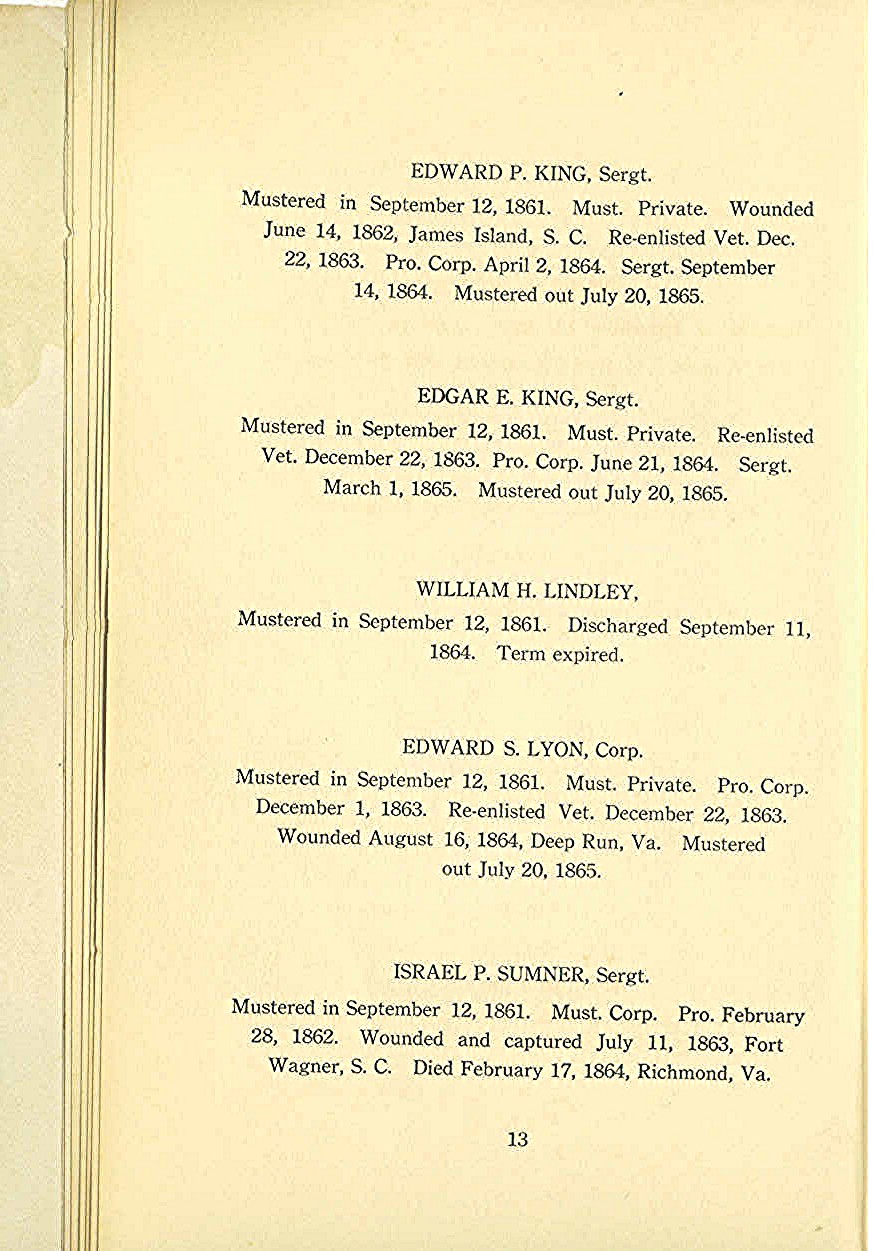 EDWARD P. KING, Sergt.
Mustered in September 12, 1861. Must. Private. Wounded
June 14, 1862, James Island, S. C. Re-enlisted Vet. Dec.
22, 1863. Pro. Corp. April 2, 1864. Sergt. September
14, 1864. Mustered out July 20, 1865.
EDGAR E. KING, Sergt.
Mustered in September 12, 1861. Must. Private. Re-enlisted
Vet. December 22, 1863. Pro. Corp. June 21, 1864. Sergt.
March 1, 1865. Mustered out July 20, 1865.
WILLIAM H. LINDLEY,
Mustered in September 12, 1861. Discharged September 11,
1864. Term expired.
EDWARD S. LYON, Corp.
Mustered in September 12, 1861. Must. Private. Pro. Corp.
December 1, 1863. Re-enlisted Vet. December 22, 1863.
Wounded August 16, 1864, Deep Run, Va. Mustered
out July 20, 1865.
ISRAEL P. SUMNER, Sergt.
Mustered in September 12, 1861. Must. Corp. Pro. February
28, 1862. Wounded and captured July 11, 1863, Fort
Wagner, S. C. Died February 17, 1864, Richmond, Va.
13